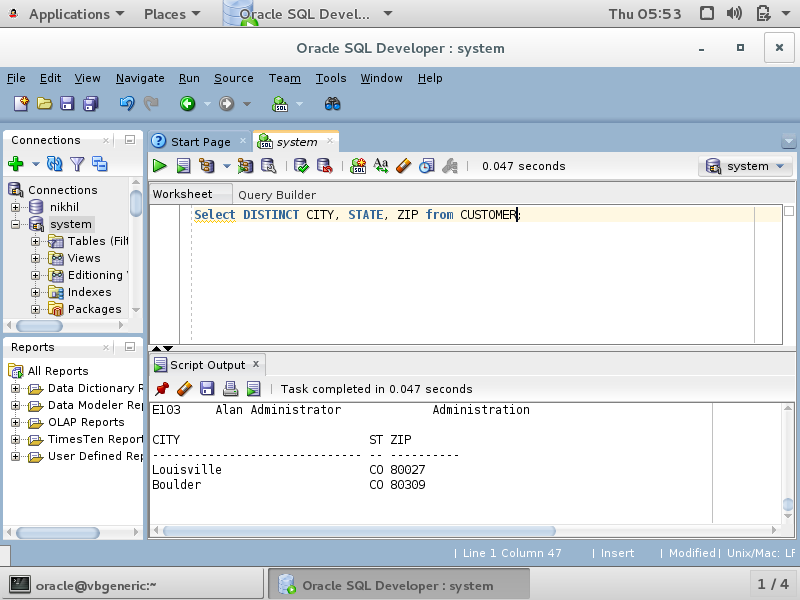 Applications Places Oracle SQL Devel... Thu 05:53
Oracle SQL Developer : system
File Edit View Navigate Run Source Team Tools Window Help
Connections
Connections
nikhil
system
Tables (Filt
Views
Editioning
Indexes
Packages
Reports
All Reports
Data Dictionary R
Data Modeler Rep
OLAP Reports
TimesTen Report
User Defined Rep
Start Page system
0.047 seconds system
Worksheet Query Builder
Select DISTINCT CITY, STATE, ZIP from CUSTOMER;
Script Output
Task completed in 0.047 seconds
E103 Alan Administrator Administration
CITY ST ZIP
------------------------------ -- ----------
Louisville CO 80027
Boulder CO 80309
| Line 1 Column 47 | Insert | Modified | Unix/Mac: LF
oracle@vbgeneric:~ Oracle SQL Developer : system 1 / 4